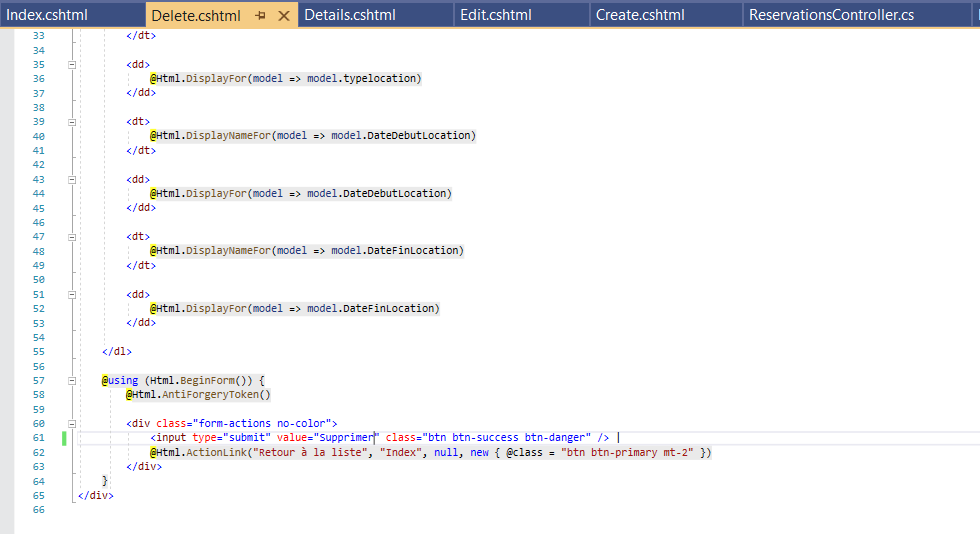 Index.cshtml Delete.cshtml Details.cshtml Edit.cshtml Create.cshtml ReservationsController.cs
33 </dt>
34
35 <dd>
36 @Html.DisplayFor(model => model.typelocation)
37 </dd>
38
39 <dt>
40 @Html.DisplayNameFor(model => model.DateDebutLocation)
41 </dt>
42
43 <dd>
44 @Html.DisplayFor(model => model.DateDebutLocation)
45 </dd>
46
47 <dt>
48 @Html.DisplayNameFor(model => model.DateFinLocation)
49 </dt>
50
51 <dd>
52 @Html.DisplayFor(model => model.DateFinLocation)
53 </dd>
54
55 </dl>
56
57 @using (Html.BeginForm()) {
58 @Html.AntiForgeryToken()
59
60 <div class="form-actions no-color">
61 <input type="submit" value="Supprimer" class="btn btn-success btn-danger" /> |
62 @Html.ActionLink("Retour à la liste", "Index", null, new { @class = "btn btn-primary mt-2" })
63 </div>
64 }
65 </div>
66